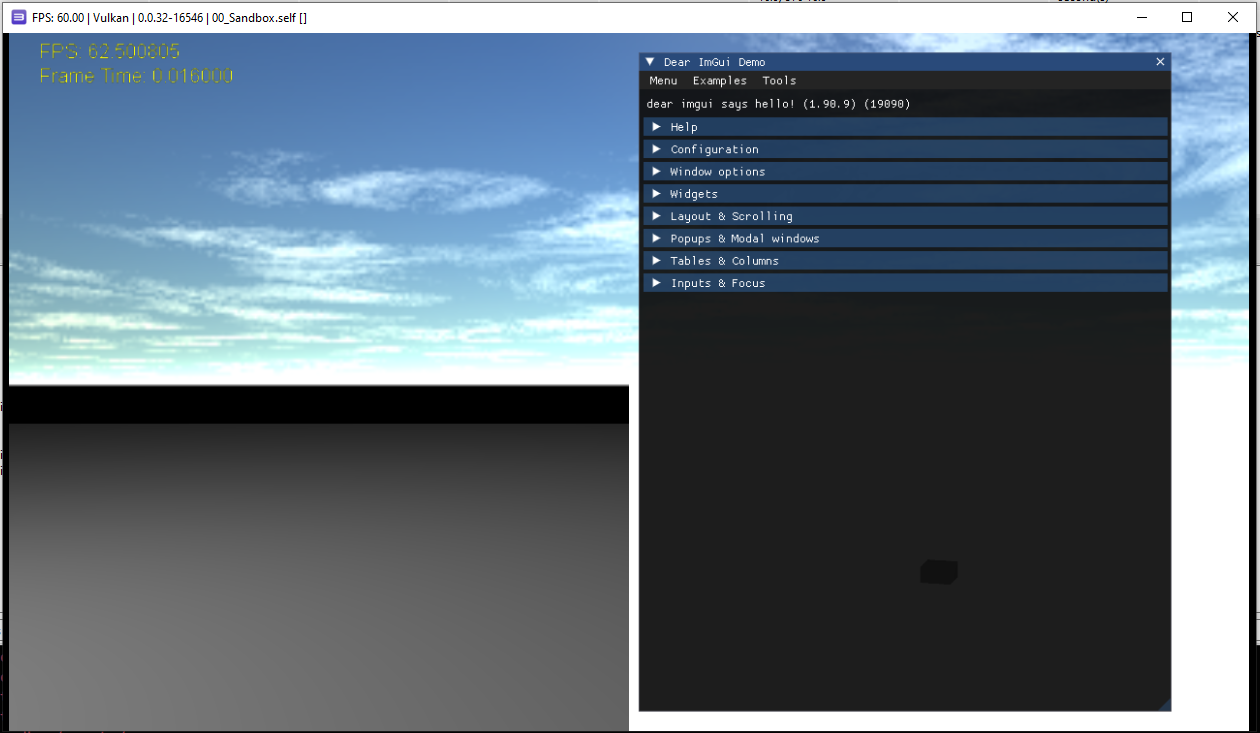 FPS: 60.00 | Vulkan | 0.0.32-16546 | 00_Sandbox.self []
FPS: 62.500805
Frame Time: 0.016000
Dear ImGui Demo
Menu Examples Tools
dear imgui says hello! (1.90.9) (19090)
Help
Configuration
Window options
Widgets
Layout & Scrolling
Popups & Modal windows
Tables & Columns
Inputs & Focus